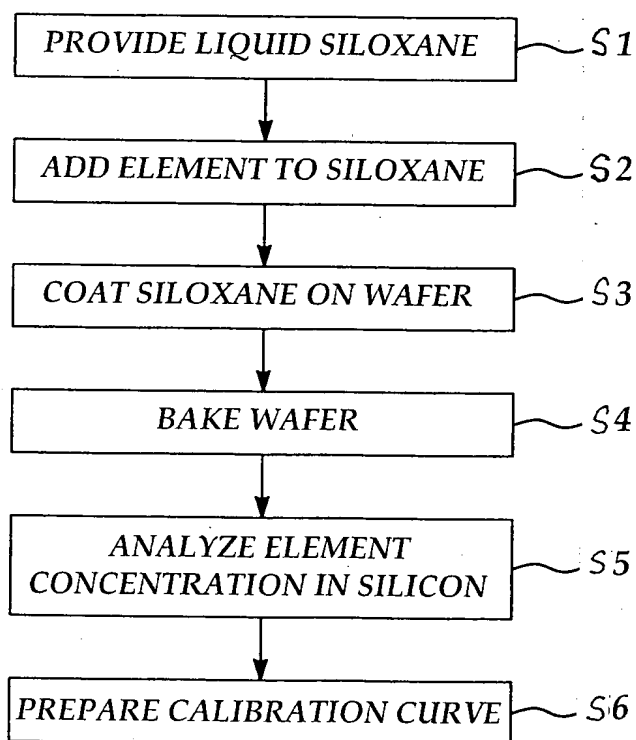 PROVIDE LIQUID SILOXANE S1
ADD ELEMENT TO SILOXANE S2
COAT SILOXANE ON WAFER S3
BAKE WAFER S4
ANALYZE ELEMENT
CONCENTRATION IN SILICON S5
PREPARE CALIBRATION CURVE S6